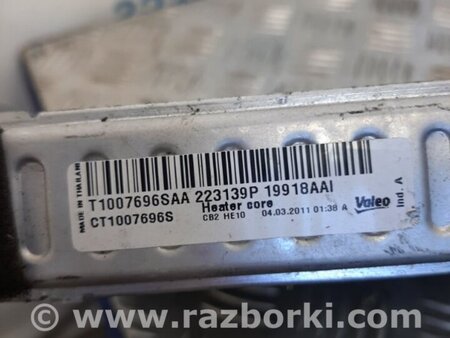 MADE IN THAILAND
T1007696SAA 223139P 19918AAI
Heater core
CT1007696S
CB2 HE10 04.03.2011 01:38 A
Valeo
Ind. A
www.razborki.com